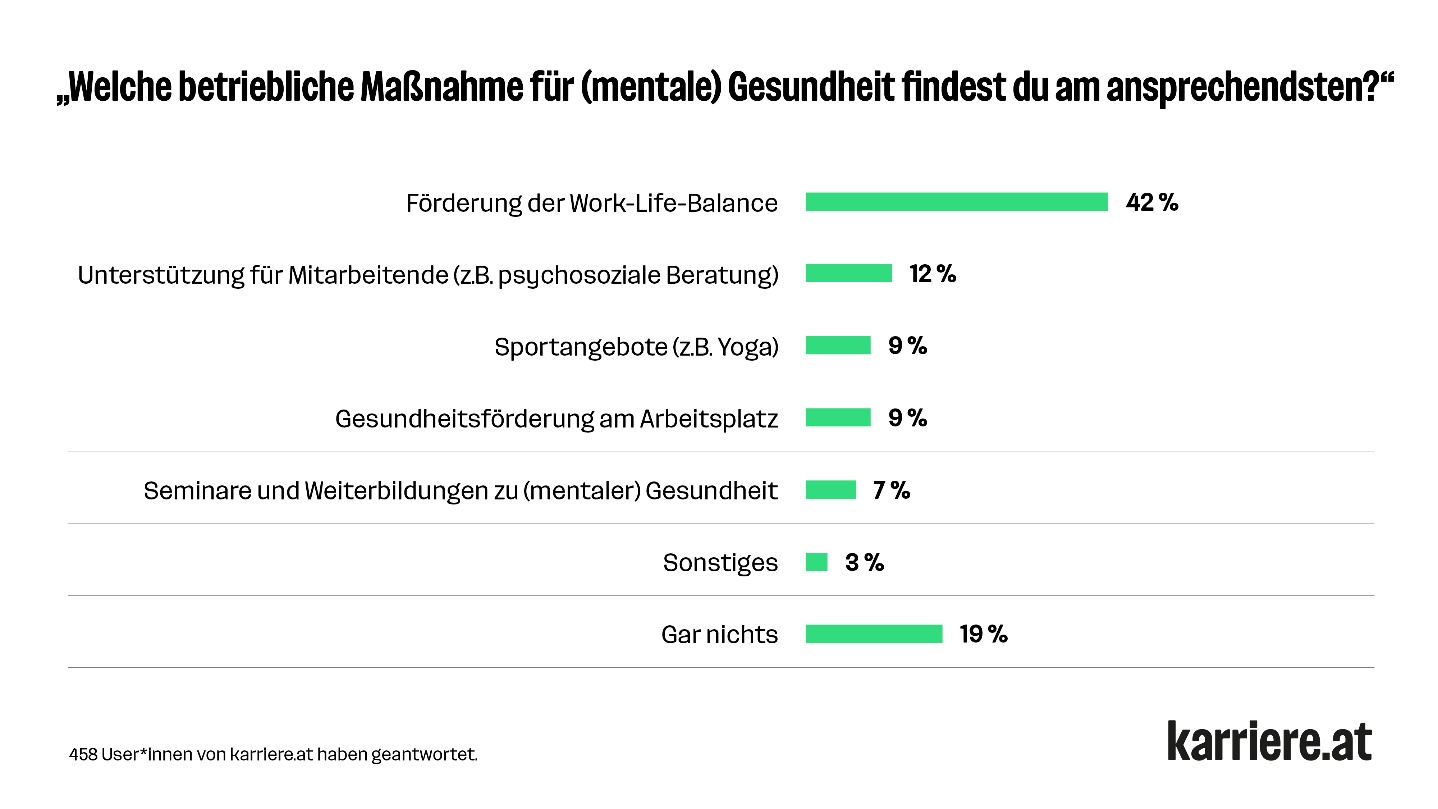 „Welche betriebliche Maßnahme für (mentale) Gesundheit findest du am ansprechendsten?“
Förderung der Work-Life-Balance 42 %
Unterstützung für Mitarbeitende (z.B. psychosoziale Beratung) 12 %
Sportangebote (z.B. Yoga) 9 %
Gesundheitsförderung am Arbeitsplatz 9 %
Seminare und Weiterbildungen zu (mentaler) Gesundheit 7 %
Sonstiges 3 %
Gar nichts 19 %
458 User*Innen von karriere.at haben geantwortet.
karriere.at